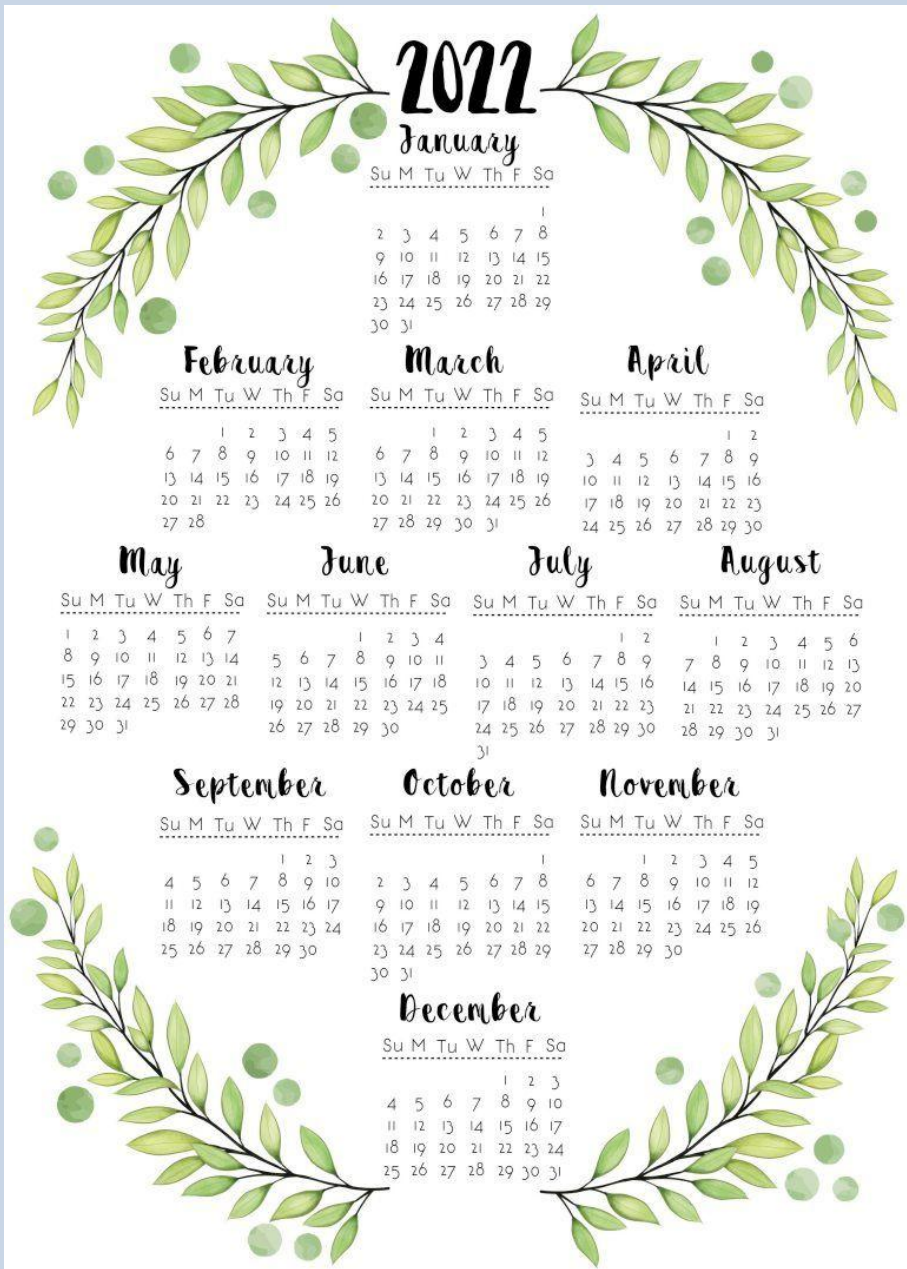 2022
January
Su M Tu W Th F Sa
1
2 3 4 5 6 7 8
9 10 11 12 13 14 15
16 17 18 19 20 21 22
23 24 25 26 27 28 29
30 31
February
Su M Tu W Th F Sa
1 2 3 4 5
6 7 8 9 10 11 12
13 14 15 16 17 18 19
20 21 22 23 24 25 26
27 28
March
Su M Tu W Th F Sa
1 2 3 4 5
6 7 8 9 10 11 12
13 14 15 16 17 18 19
20 21 22 23 24 25 26
27 28 29 30 31
April
Su M Tu W Th F Sa
1 2
3 4 5 6 7 8 9
10 11 12 13 14 15 16
17 18 19 20 21 22 23
24 25 26 27 28 29 30
May
Su M Tu W Th F Sa
1 2 3 4 5 6 7
8 9 10 11 12 13 14
15 16 17 18 19 20 21
22 23 24 25 26 27 28
29 30 31
June
Su M Tu W Th F Sa
1 2 3 4
5 6 7 8 9 10 11
12 13 14 15 16 17 18
19 20 21 22 23 24 25
26 27 28 29 30
July
Su M Tu W Th F Sa
1 2
3 4 5 6 7 8 9
10 11 12 13 14 15 16
17 18 19 20 21 22 23
24 25 26 27 28 29 30
31
August
Su M Tu W Th F Sa
1 2 3 4 5 6
7 8 9 10 11 12 13
14 15 16 17 18 19 20
21 22 23 24 25 26 27
28 29 30 31
September
Su M Tu W Th F Sa
1 2 3
4 5 6 7 8 9 10
11 12 13 14 15 16 17
18 19 20 21 22 23 24
25 26 27 28 29 30
October
Su M Tu W Th F Sa
1
2 3 4 5 6 7 8
9 10 11 12 13 14 15
16 17 18 19 20 21 22
23 24 25 26 27 28 29
30 31
November
Su M Tu W Th F Sa
1 2 3 4 5
6 7 8 9 10 11 12
13 14 15 16 17 18 19
20 21 22 23 24 25 26
27 28 29 30
December
Su M Tu W Th F Sa
1 2 3
4 5 6 7 8 9 10
11 12 13 14 15 16 17
18 19 20 21 22 23 24
25 26 27 28 29 30 31